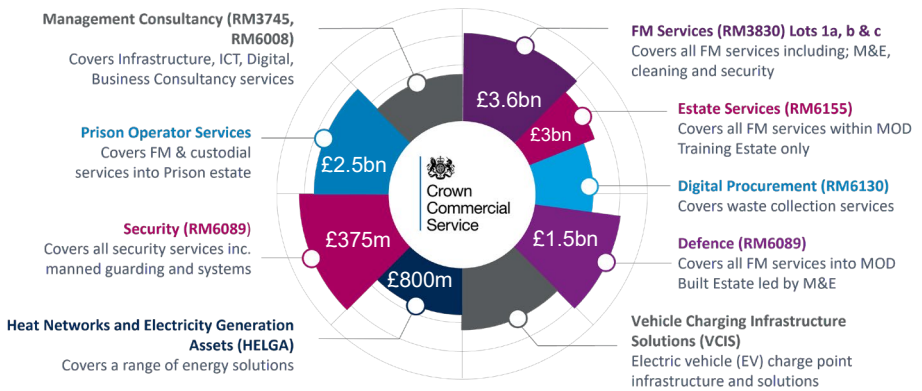 Management Consultancy (RM3745,
RM6008)
Covers Infrastructure, ICT, Digital,
Business Consultancy services
Prison Operator Services
Covers FM & custodial
services into Prison estate
Security (RM6089)
Covers all security services inc.
manned guarding and systems
Heat Networks and Electricity Generation
Assets (HELGA)
Covers a range of energy solutions
£3.6bn
£3bn
£2.5bn
£375m
£800m
£1.5bn
Crown
Commercial
Service
FM Services (RM3830) Lots 1a, b & c
Covers all FM services including; M&E,
cleaning and security
Estate Services (RM6155)
Covers all FM services within MOD
Training Estate only
Digital Procurement (RM6130)
Covers waste collection services
Defence (RM6089)
Covers all FM services into MOD
Built Estate led by M&E
Vehicle Charging Infrastructure
Solutions (VCIS)
Electric vehicle (EV) charge point
infrastructure and solutions